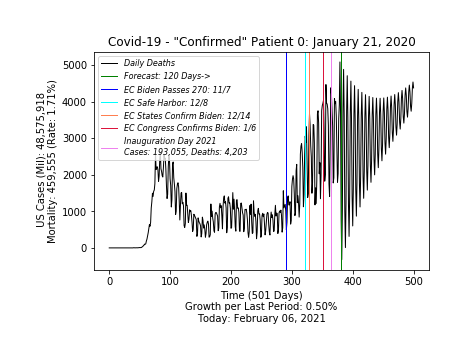 Covid-19 - "Confirmed" Patient 0: January 21, 2020
US Cases (Mil): 48,575,918
Mortality: 459,555 (Rate: 1.71%)
5000
4000
3000
2000
1000
0
Daily Deaths
Forecast: 120 Days->
EC Biden Passes 270: 11/7
EC Safe Harbor: 12/8
EC States Confirm Biden: 12/14
EC Congress Confirms Biden: 1/6
Inauguration Day 2021
Cases: 193,055, Deaths: 4,203
0 100 200 300 400 500
Time (501 Days)
Growth per Last Period: 0.50%
Today: February 06, 2021